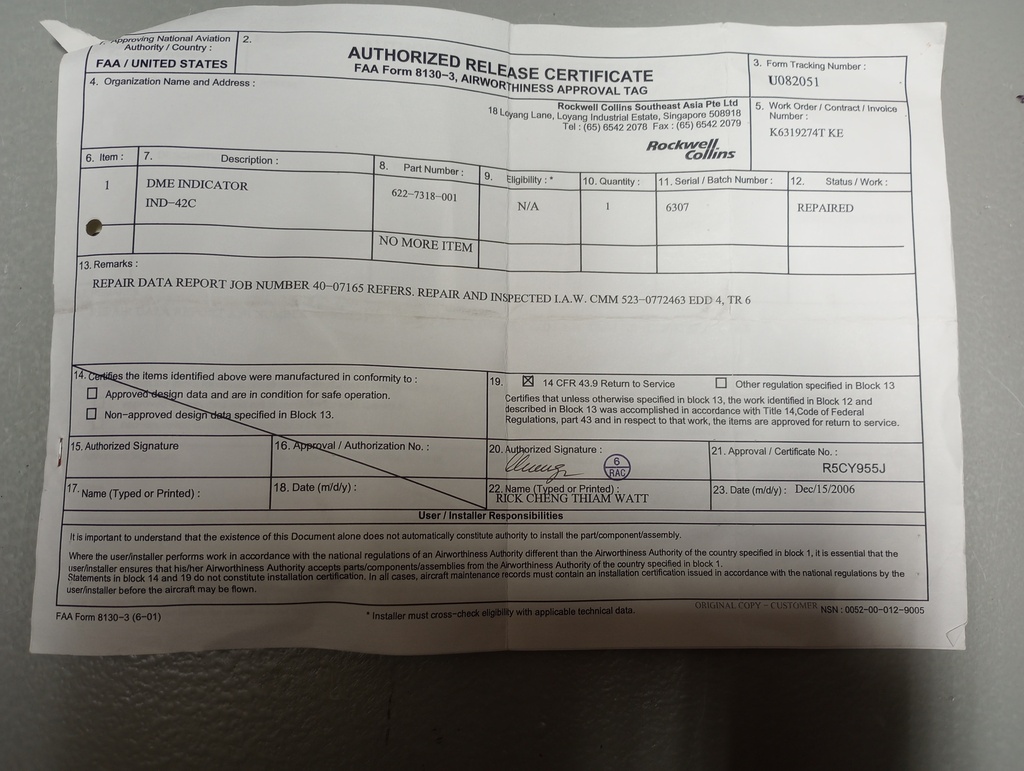 1. Approving National Aviation
Authority / Country :
FAA / UNITED STATES
2.
AUTHORIZED RELEASE CERTIFICATE
FAA Form 8130-3, AIRWORTHINESS APPROVAL TAG
3. Form Tracking Number :
U082051
4. Organization Name and Address :
Rockwell Collins Southeast Asia Pte Ltd
18 Loyang Lane, Loyang Industrial Estate, Singapore 508918
Tel : (65) 6542 2078 Fax : (65) 6542 2079
Rockwell
Collins
5. Work Order / Contract / Invoice
Number :
K6319274T KE
6. Item : 7. Description : 8. Part Number : 9. Eligibility : * 10. Quantity : 11. Serial / Batch Number : 12. Status / Work :
1 DME INDICATOR 622-7318-001 N/A 1 6307 REPAIRED
IND-42C
NO MORE ITEM
13. Remarks :
REPAIR DATA REPORT JOB NUMBER 40-07165 REFERS. REPAIR AND INSPECTED I.A.W. CMM 523-0772463 EDD 4, TR 6
14. Certifies the items identified above were manufactured in conformity to :
Approved design data and are in condition for safe operation.
Non-approved design data specified in Block 13.
19. 14 CFR 43.9 Return to Service Other regulation specified in Block 13
Certifies that unless otherwise specified in block 13, the work identified in Block 12 and
described in Block 13 was accomplished in accordance with Title 14,Code of Federal
Regulations, part 43 and in respect to that work, the items are approved for return to service.
15. Authorized Signature
16. Approval / Authorization No. :
20. Authorized Signature :
6
RAC
21. Approval / Certificate No. :
R5CY955J
17. Name (Typed or Printed) :
18. Date (m/d/y) :
22. Name (Typed or Printed) :
RICK CHENG THIAM WATT
23. Date (m/d/y) : Dec/15/2006
User / Installer Responsibilities
It is important to understand that the existence of this Document alone does not automatically constitute authority to install the part/component/assembly.
Where the user/installer performs work in accordance with the national regulations of an Airworthiness Authority different than the Airworthiness Authority of the country specified in block 1, it is essential that the
user/installer ensures that his/her Airworthiness Authority accepts parts/components/assemblies from the Airworthiness Authority of the country specified in block 1.
Statements in block 14 and 19 do not constitute installation certification. In all cases, aircraft maintenance records must contain an installation certification issued in accordance with the national regulations by the
user/installer before the aircraft may be flown.
FAA Form 8130-3 (6-01)
* Installer must cross-check eligibility with applicable technical data.
ORIGINAL COPY - CUSTOMER NSN : 0052-00-012-9005